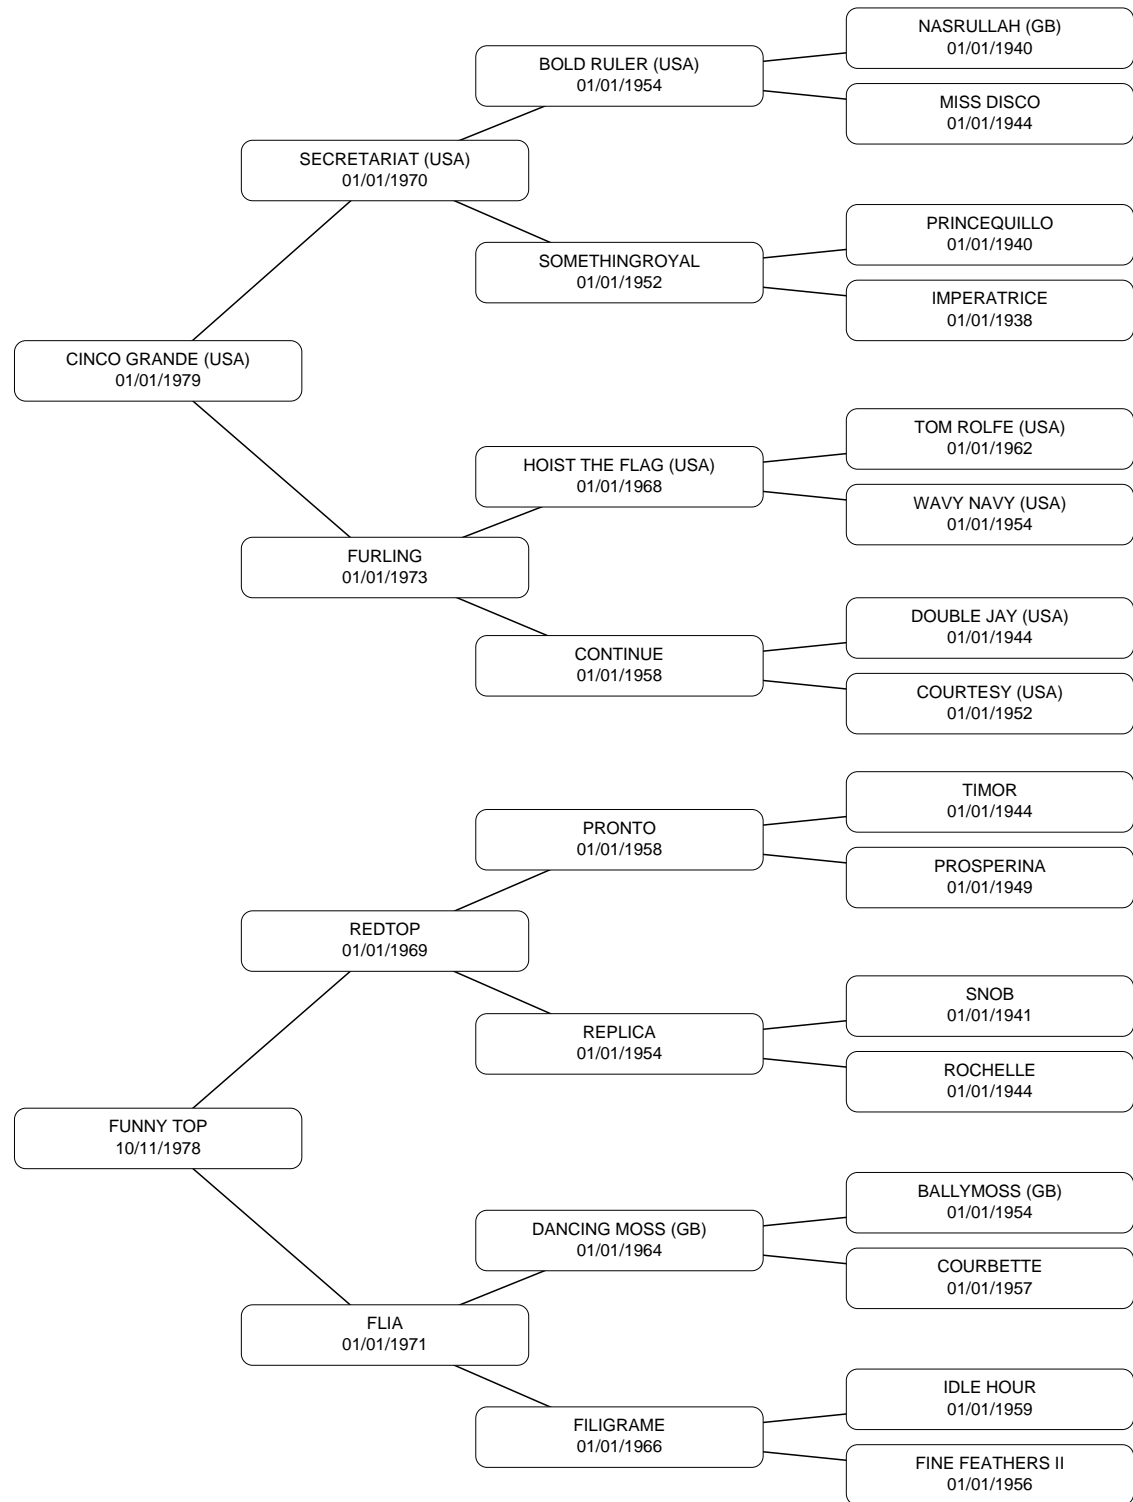 NASRULLAH (GB)
01/01/1940
BOLD RULER (USA)
01/01/1954
MISS DISCO
01/01/1944
SECRETARIAT (USA)
01/01/1970
PRINCEQUILLO
01/01/1940
SOMETHINGROYAL
01/01/1952
IMPERATRICE
01/01/1938
CINCO GRANDE (USA)
01/01/1979
TOM ROLFE (USA)
01/01/1962
HOIST THE FLAG (USA)
01/01/1968
WAVY NAVY (USA)
01/01/1954
FURLING
01/01/1973
DOUBLE JAY (USA)
01/01/1944
CONTINUE
01/01/1958
COURTESY (USA)
01/01/1952
TIMOR
01/01/1944
PRONTO
01/01/1958
PROSPERINA
01/01/1949
REDTOP
01/01/1969
SNOB
01/01/1941
REPLICA
01/01/1954
ROCHELLE
01/01/1944
FUNNY TOP
10/11/1978
BALLYMOSS (GB)
01/01/1954
DANCING MOSS (GB)
01/01/1964
COURBETTE
01/01/1957
FLIA
01/01/1971
IDLE HOUR
01/01/1959
FILIGRAME
01/01/1966
FINE FEATHERS II
01/01/1956